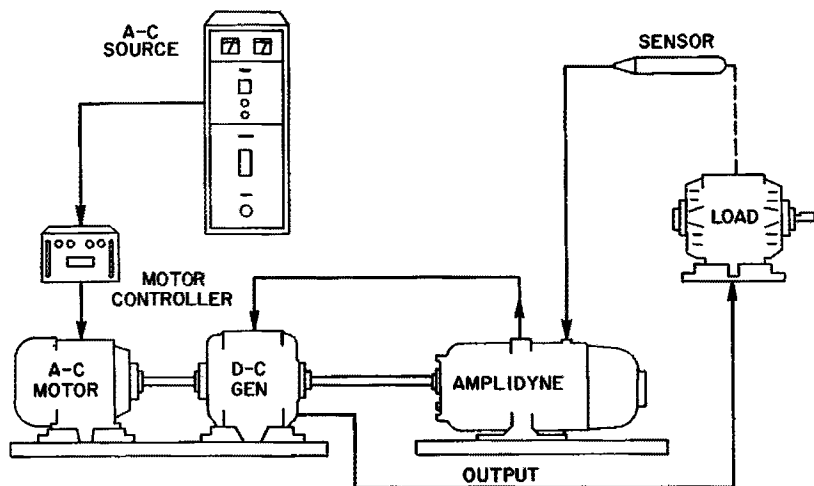 A-C
SOURCE
SENSOR
LOAD
MOTOR
CONTROLLER
A-C
MOTOR
D-C
GEN
AMPLIDYNE
OUTPUT